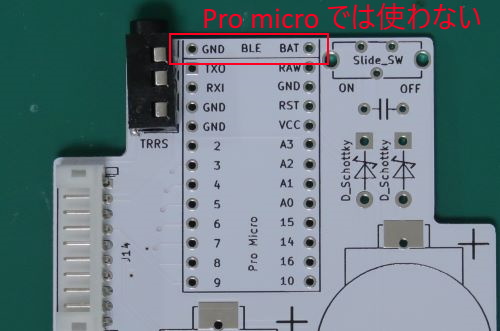 Pro micro では使わない
GND BLE BAT
TXO RAW
RXI GND
GND RST
GND VCC
2 A3
3 A2
4 A1
5 A0
6 15
7 14
8 16
9 10
Pro Micro
TRRS
J14
Slide_SW
ON OFF
D_Schottky
D_Schottky
+
+